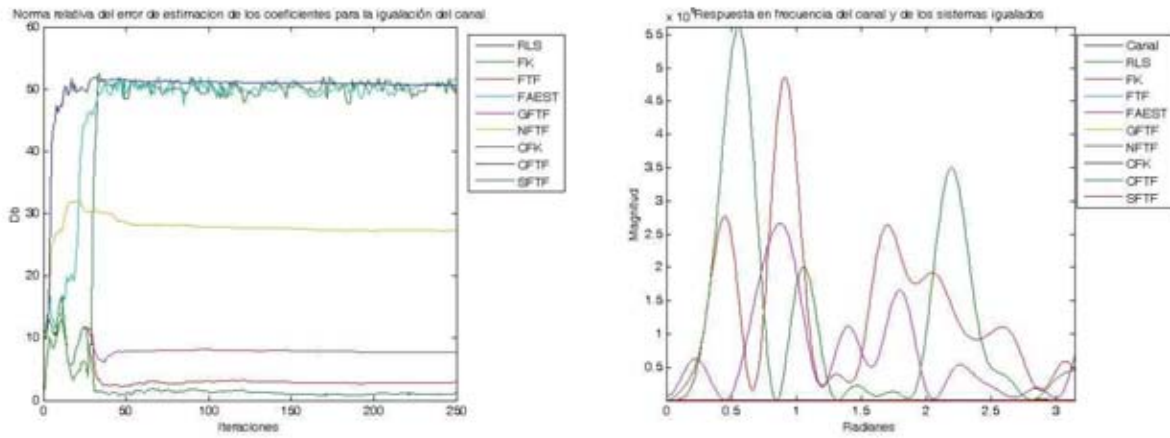 Norma relativa del error de estimacion de los coeficientes para la igualación del canal
60
50
40
30
20
10
0
Db
0
50
100
150
200
250
Iteraciones
RLS
FK
FTF
FAEST
GFTF
NFTF
CFK
CFTF
SFTF
Respuesta en frecuencia del canal y de los sistemas igualados
5.5
5
4.5
4
3.5
3
2.5
2
1.5
1
0.5
Magnitud
0
0.5
1
1.5
2
2.5
3
Radianes
Canal
RLS
FK
FTF
FAEST
GFTF
NFTF
CFK
CFTF
SFTF